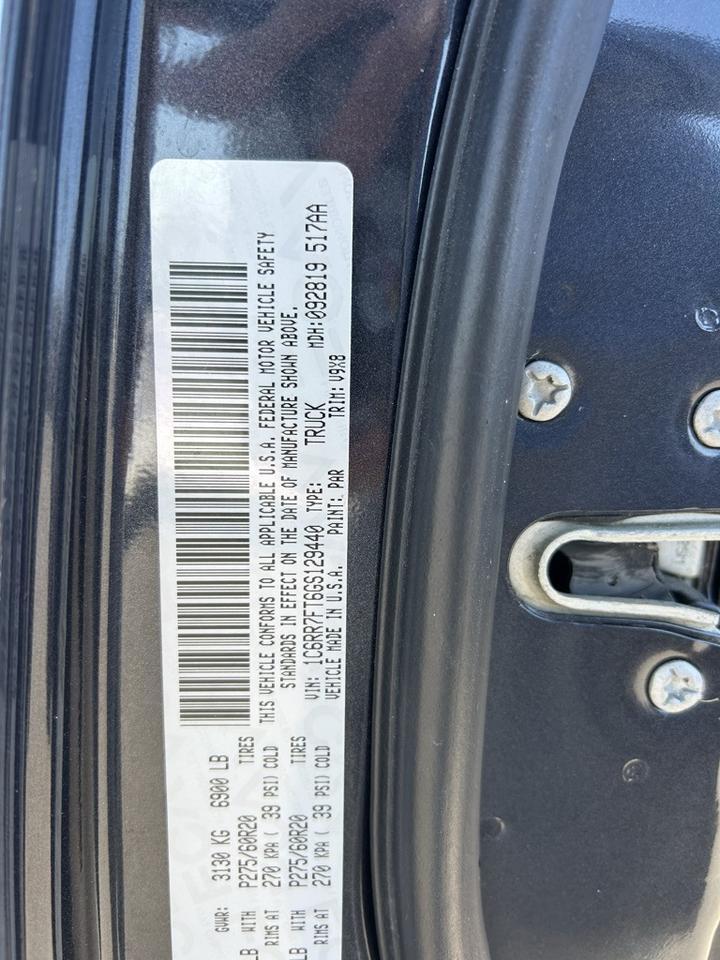 GVWR: 3130 KG 6900 LB
LB WITH P275/60R20 TIRES
RIMS AT 270 KPA ( 39 PSI) COLD
LB WITH P275/60R20 TIRES
RIMS AT 270 KPA ( 39 PSI) COLD
THIS VEHICLE CONFORMS TO ALL APPLICABLE U.S.A. FEDERAL MOTOR VEHICLE SAFETY
STANDARDS IN EFFECT ON THE DATE OF MANUFACTURE SHOWN ABOVE.
VIN: 1C6RR7FT6GS129440 TYPE: TRUCK MDH:092819 517AA
VEHICLE MADE IN U.S.A. PAINT: PAR TRIM: V9X8